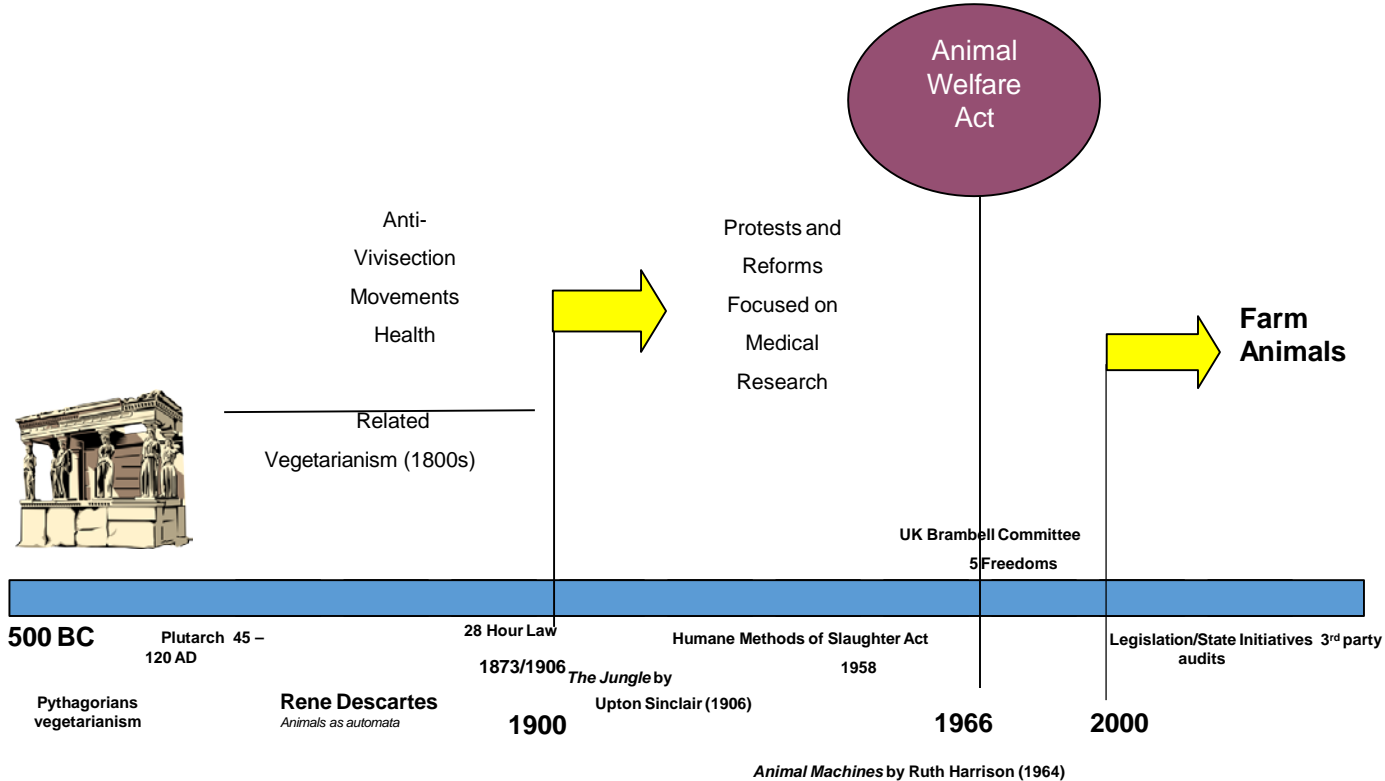 Animal
Welfare
Act
Anti-
Vivisection
Movements
Health
Related
Vegetarianism (1800s)
Protests and
Reforms
Focused on
Medical
Research
Farm
Animals
UK Brambell Committee
5 Freedoms
500 BC
Plutarch 45 –
120 AD
28 Hour Law
1873/1906
The Jungle by
Upton Sinclair (1906)
Humane Methods of Slaughter Act
1958
Legislation/State Initiatives 3rd party
audits
Pythagorians
vegetarianism
Rene Descartes
Animals as automata
1900
1966
2000
Animal Machines by Ruth Harrison (1964)